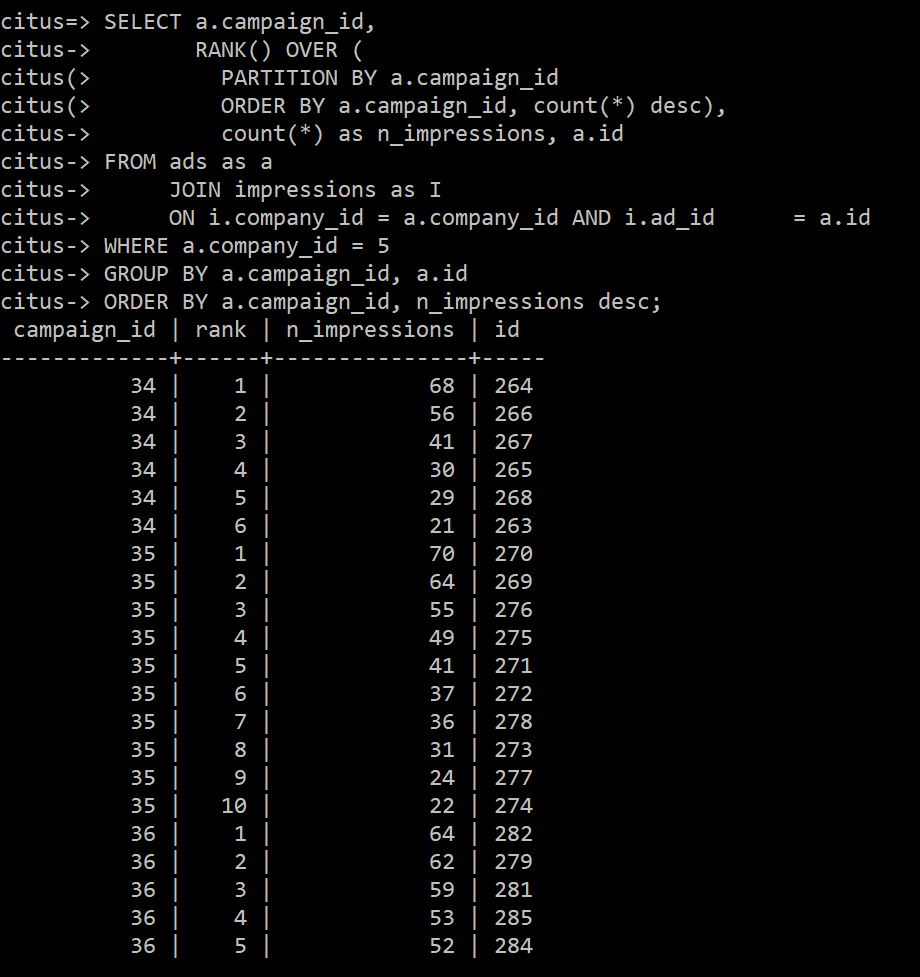 citus=> SELECT a.campaign_id,
citus->        RANK() OVER (
citus(>          PARTITION BY a.campaign_id
citus(>          ORDER BY a.campaign_id, count(*) desc),
citus->          count(*) as n_impressions, a.id
citus-> FROM ads as a
citus->      JOIN impressions as I
citus->      ON i.company_id = a.company_id AND i.ad_id      = a.id
citus-> WHERE a.company_id = 5
citus-> GROUP BY a.campaign_id, a.id
citus-> ORDER BY a.campaign_id, n_impressions desc;
 campaign_id | rank | n_impressions | id
-------------+------+---------------+-----
          34 |    1 |            68 | 264
          34 |    2 |            56 | 266
          34 |    3 |            41 | 267
          34 |    4 |            30 | 265
          34 |    5 |            29 | 268
          34 |    6 |            21 | 263
          35 |    1 |            70 | 270
          35 |    2 |            64 | 269
          35 |    3 |            55 | 276
          35 |    4 |            49 | 275
          35 |    5 |            41 | 271
          35 |    6 |            37 | 272
          35 |    7 |            36 | 278
          35 |    8 |            31 | 273
          35 |    9 |            24 | 277
          35 |   10 |            22 | 274
          36 |    1 |            64 | 282
          36 |    2 |            62 | 279
          36 |    3 |            59 | 281
          36 |    4 |            53 | 285
          36 |    5 |            52 | 284